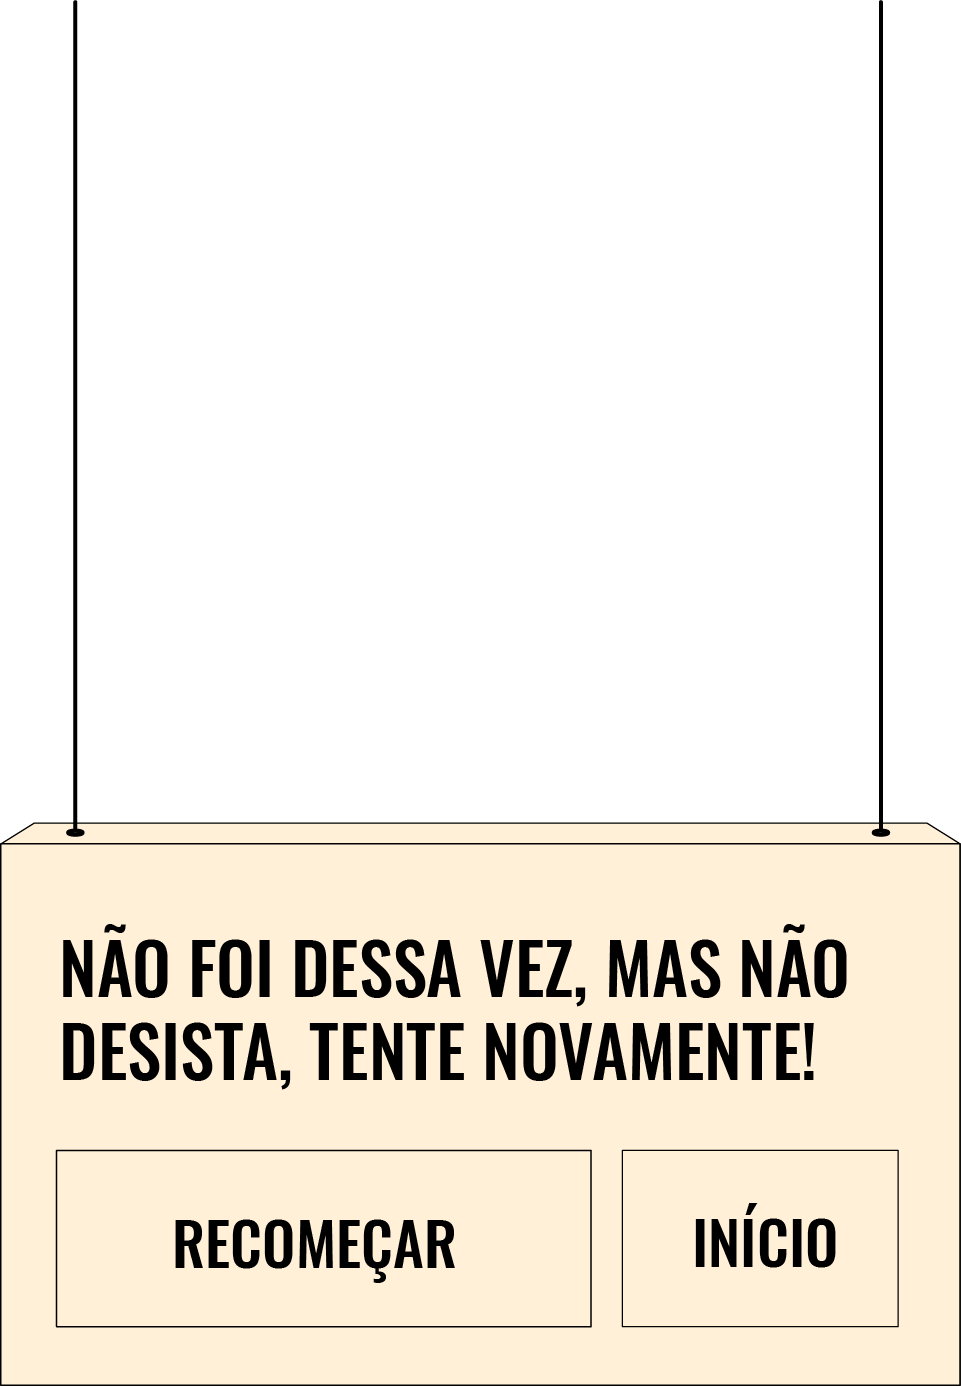 NÃO FOI DESSA VEZ, MAS NÃO
DESISTA, TENTE NOVAMENTE!
RECOMEÇAR
INÍCIO